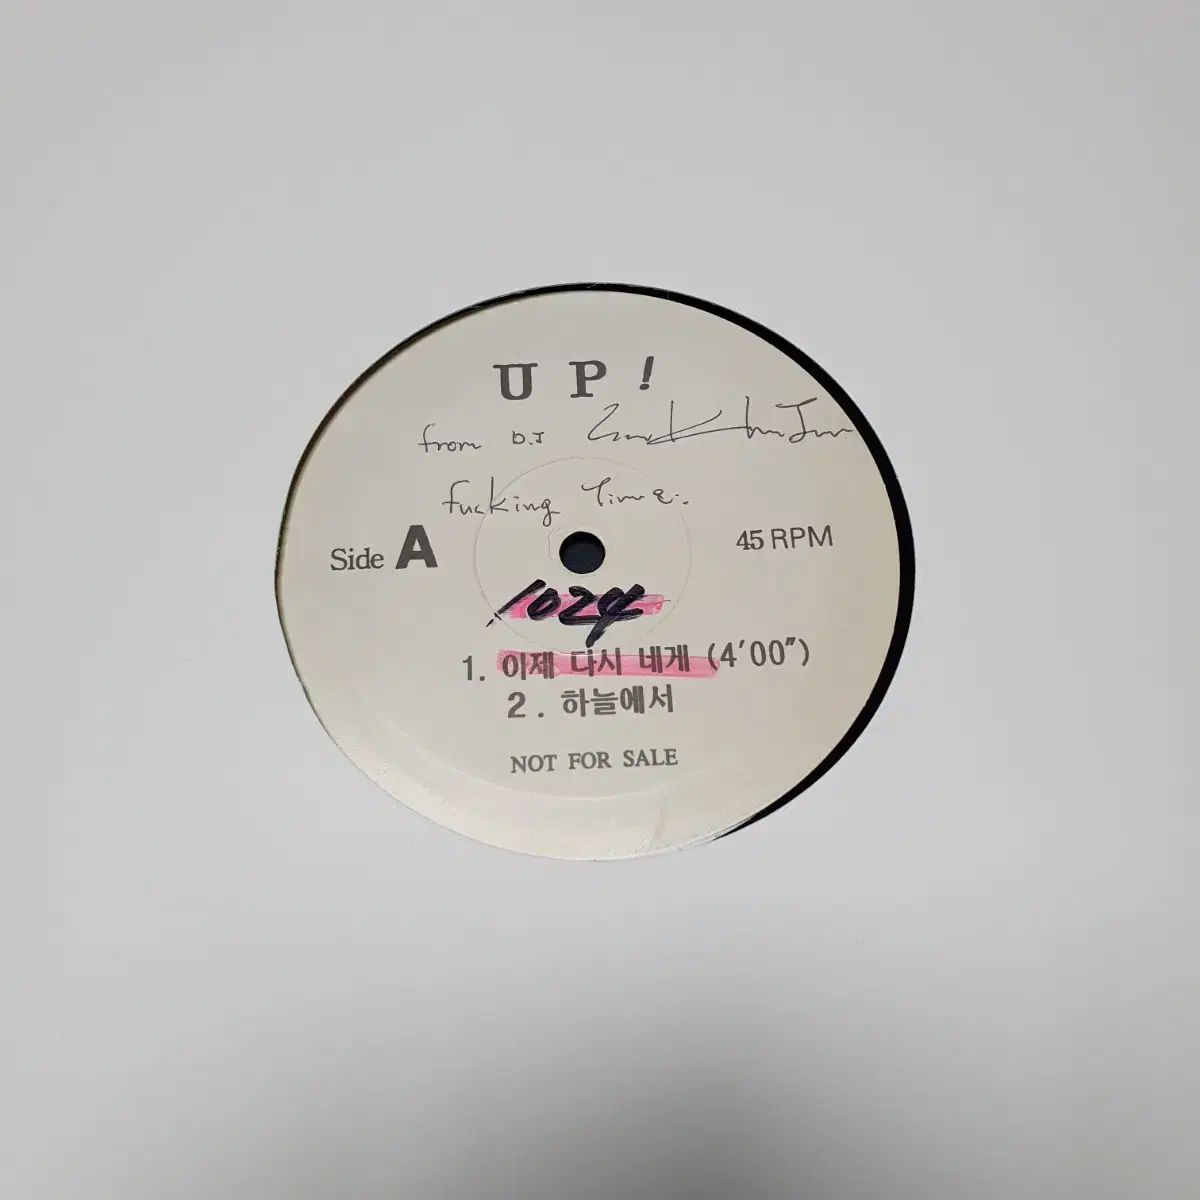 UP!
from D.J
fucking Time..
Side A
45 RPM
1024
1. 이제 다시 네게 (4'00")
2. 하늘에서
NOT FOR SALE